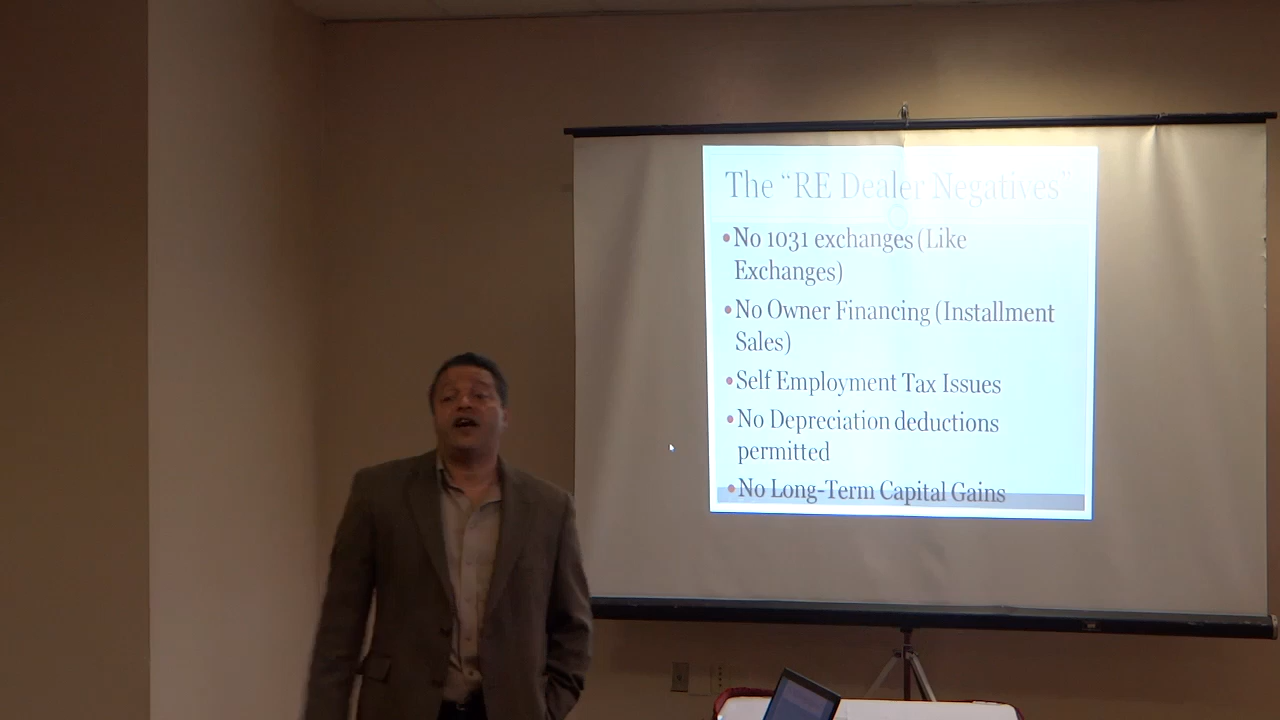 The “RE Dealer Negatives”
•No 1031 exchanges (Like
Exchanges)
•No Owner Financing (Installment
Sales)
•Self Employment Tax Issues
•No Depreciation deductions
permitted
•No Long-Term Capital Gains